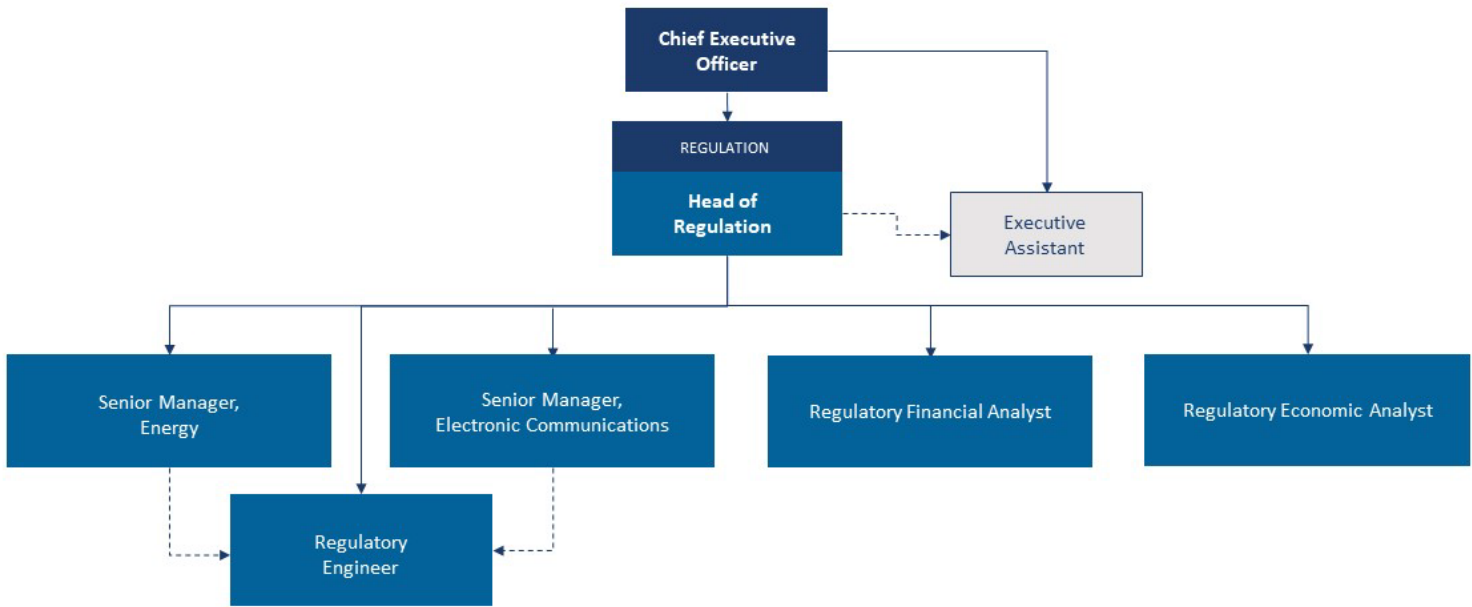 Chief Executive
Officer
REGULATION
Head of
Regulation
Executive
Assistant
Senior Manager,
Energy
Senior Manager,
Electronic Communications
Regulatory Financial Analyst
Regulatory Economic Analyst
Regulatory
Engineer